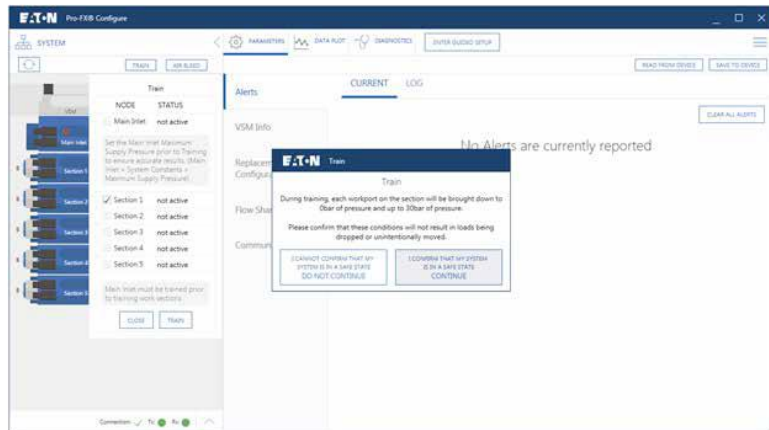 EATON Pro-FX® Configure
SYSTEM
PARAMETERS
DATA PLOT
DIAGNOSTICS
ENTER GUIDED SETUP
TRAIN
AIR BLEED
READ FROM DEVICE
SAVE TO DEVICE
Train
NODE STATUS
Main Inlet not active
Set the Main Inlet Maximum
Supply Pressure prior to Training
to ensure accurate results. (Main
Inlet > System Constants >
Maximum Supply Pressure)
Section 1 not active
Section 2 not active
Section 3 not active
Section 4 not active
Section 5 not active
Main Inlet must be trained prior
to training work sections.
CLOSE
TRAIN
VSM
Main Inlet
Section 1
Section 2
Section 3
Section 4
Section 5
Alerts
VSM Info
Replacem
Configura
Flow Shar
Commun
CURRENT
LOG
CLEAR ALL ALERTS
No Alerts are currently reported
EATON Train
Train
During training, each workport on the section will be brought down to
0bar of pressure and up to 30bar of pressure.
Please confirm that these conditions will not result in loads being
dropped or unintentionally moved.
I CANNOT CONFIRM THAT MY
SYSTEM IS IN A SAFE STATE
DO NOT CONTINUE
I CONFIRM THAT MY SYSTEM
IS IN A SAFE STATE
CONTINUE
Connection: Tx: Rx: